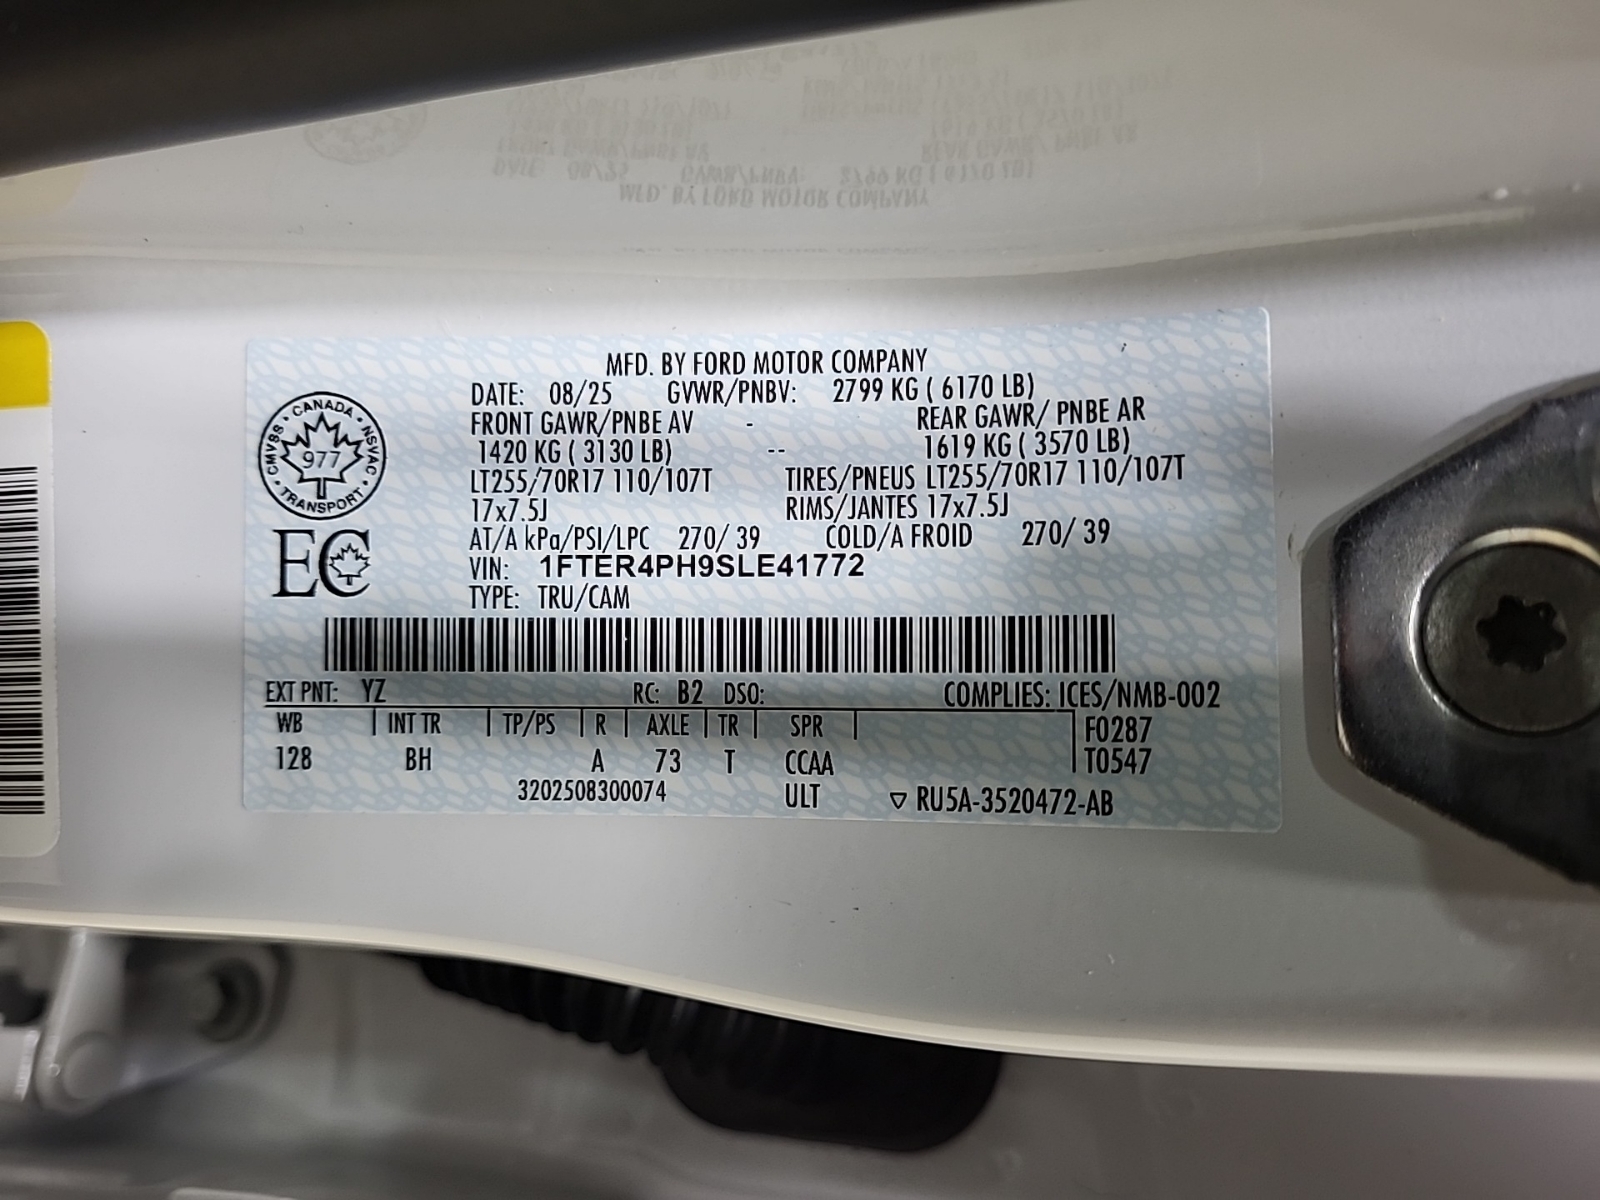 MFD. BY FORD MOTOR COMPANY
DATE: 08/25 GVWR/PNBV: 2799 KG ( 6170 LB)
FRONT GAWR/PNBE AV - REAR GAWR/ PNBE AR
1420 KG ( 3130 LB) -- 1619 KG ( 3570 LB)
LT255/70R17 110/107T TIRES/PNEUS LT255/70R17 110/107T
17x7.5J RIMS/JANTES 17x7.5J
AT/A kPa/PSI/LPC 270/ 39 COLD/A FROID 270/ 39
VIN: 1FTER4PH9SLE41772
TYPE: TRU/CAM
CANADA
CMVSS NSVAC
977
TRANSPORT
EC
EXT PNT: YZ RC: B2 DSO: COMPLIES: ICES/NMB-002
WB | INT TR | TP/PS | R | AXLE | TR | SPR | F0287
128 BH A 73 T CCAA T0547
3202508300074 ULT ▽ RU5A-3520472-AB